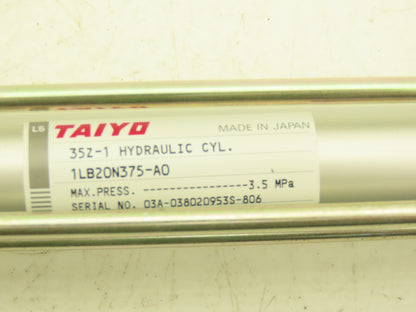 LS TAIYO MADE IN JAPAN
35Z-1 HYDRAULIC CYL.
1LB20N375-AO
MAX.PRESS. ----------------3.5 MPa
SERIAL NO. 03A-038020953S-806